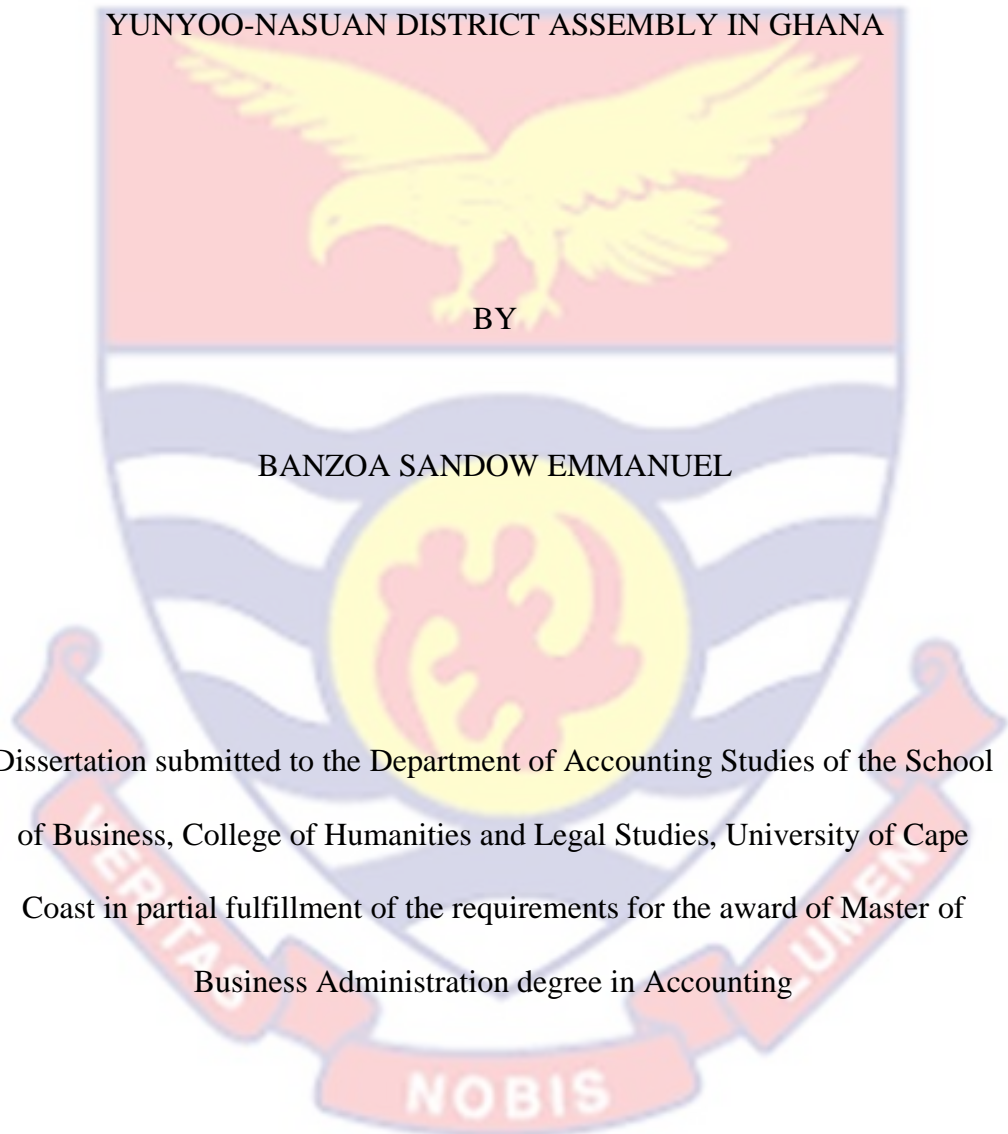 YUNYOO-NASUAN DISTRICT ASSEMBLY IN GHANA
BY
BANZOA SANDOW EMMANUEL
Dissertation submitted to the Department of Accounting Studies of the School
of Business, College of Humanities and Legal Studies, University of Cape
Coast in partial fulfillment of the requirements for the award of Master of
Business Administration degree in Accounting
VERITAS
NOBIS
LUMEN